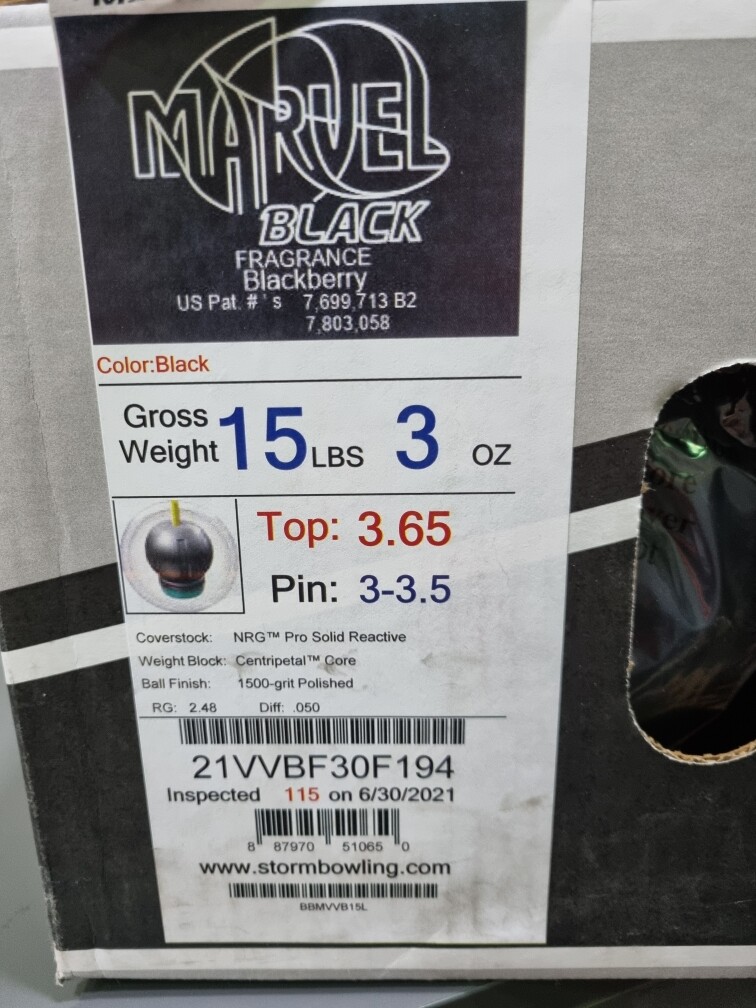 MARVEL
BLACK
FRAGRANCE
Blackberry
US Pat. # ' s 7,699,713 B2
7,803,058
Color:Black
Gross Weight 15 LBS 3 OZ
Top: 3.65
Pin: 3-3.5
Coverstock: NRG™ Pro Solid Reactive
Weight Block: Centripetal™ Core
Ball Finish: 1500-grit Polished
RG: 2.48 Diff: .050
21VVBF30F194
Inspected 115 on 6/30/2021
8 87970 51065 0
www.stormbowling.com
BBMVVB15L